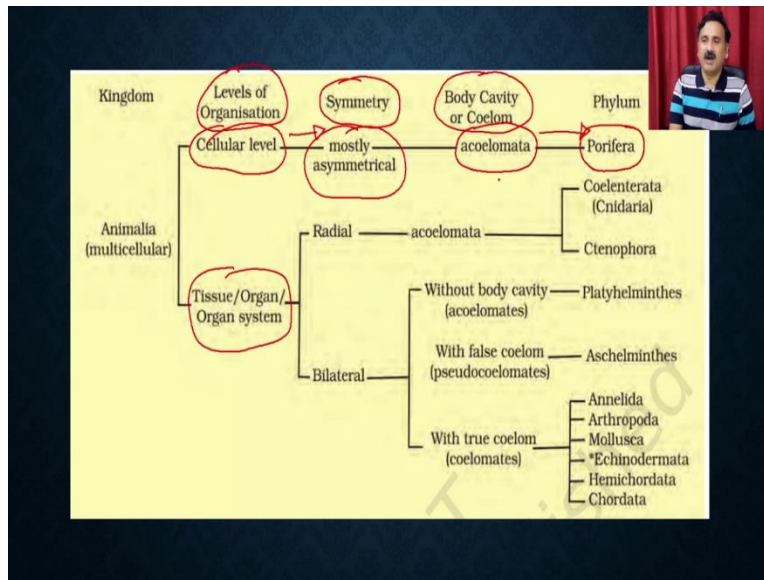 Kingdom
Levels of
Organisation
Symmetry
Body Cavity
or Coelom
Phylum
Cellular level
mostly
asymmetrical
acoelomata
Porifera
Animalia
(multicellular)
Tissue/Organ/
Organ system
Radial
acoelomata
Coelenterata
(Cnidaria)
Ctenophora
Bilateral
Without body cavity
(acoelomates)
Platyhelminthes
With false coelom
(pseudocoelomates)
Aschelminthes
With true coelom
(coelomates)
Annelida
Arthropoda
Mollusca
*Echinodermata
Hemichordata
Chordata